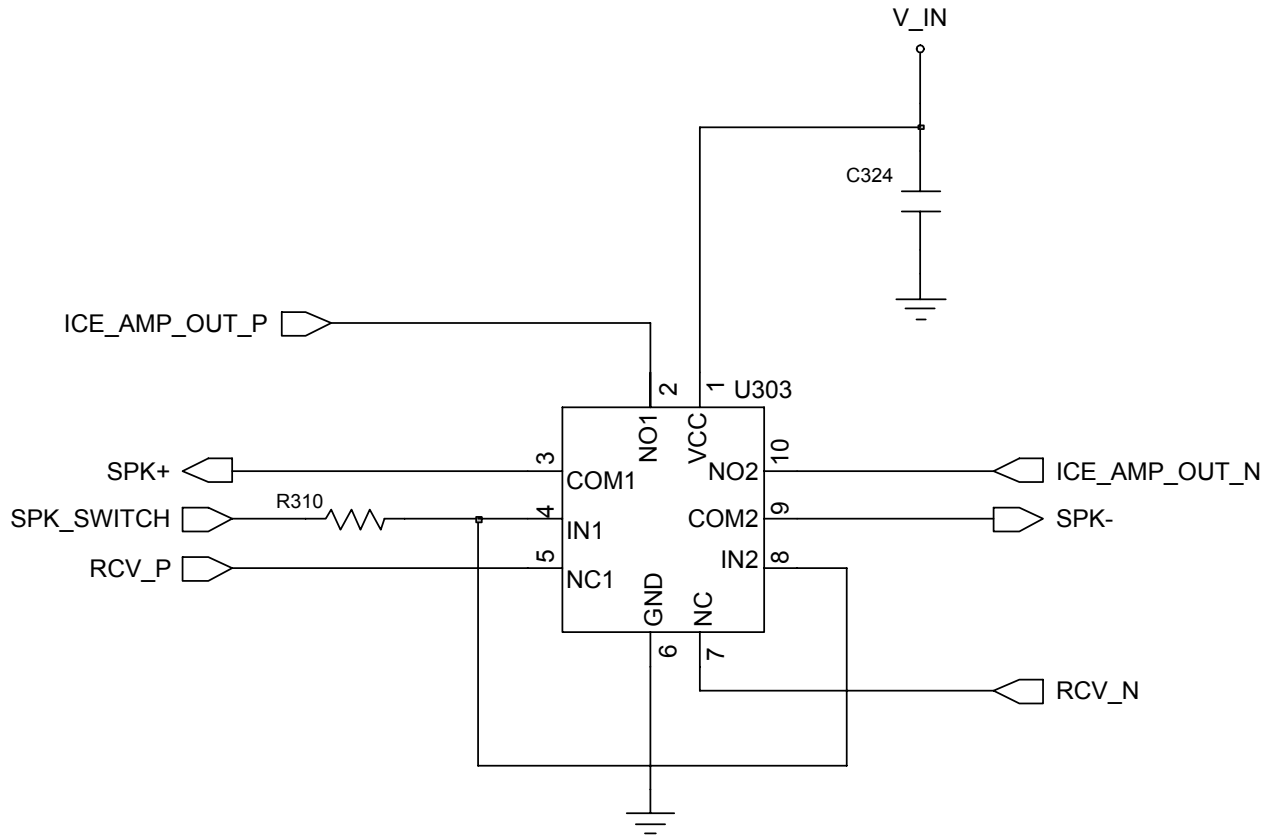 V_IN
C324
ICE_AMP_OUT_P
2
1
U303
NO1
VCC
SPK+
3
COM1
NO2
10
ICE_AMP_OUT_N
R310
SPK_SWITCH
4
IN1
COM2
9
SPK-
RCV_P
5
NC1
IN2
8
GND
NC
6
7
RCV_N